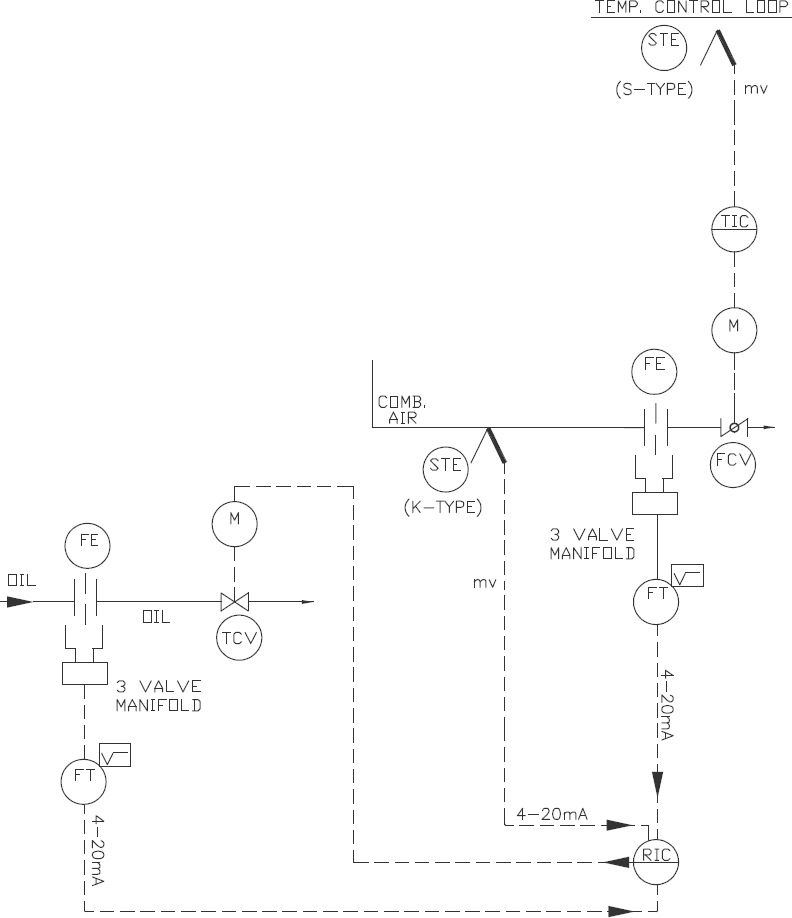 TEMP. CONTROL LOOP
STE
(S-TYPE)
mv
TIC
M
FE
COMB.
AIR
FCV
STE
(K-TYPE)
M
3 VALVE
MANIFOLD
FE
mv
OIL
FT
OIL
TCV
3 VALVE
MANIFOLD
4-20mA
FT
4-20mA
4-20mA
RIC